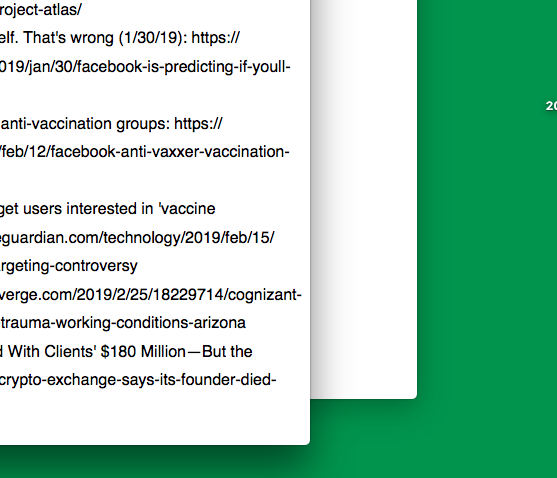 roject-atlas/
elf. That's wrong (1/30/19): https://
019/jan/30/facebook-is-predicting-if-youll-
anti-vaccination groups: https://
/feb/12/facebook-anti-vaxxer-vaccination-
get users interested in 'vaccine
eguardian.com/technology/2019/feb/15/
argeting-controversy
verge.com/2019/2/25/18229714/cognizant-
trauma-working-conditions-arizona
d With Clients' $180 Million—But the
crypto-exchange-says-its-founder-died-
20